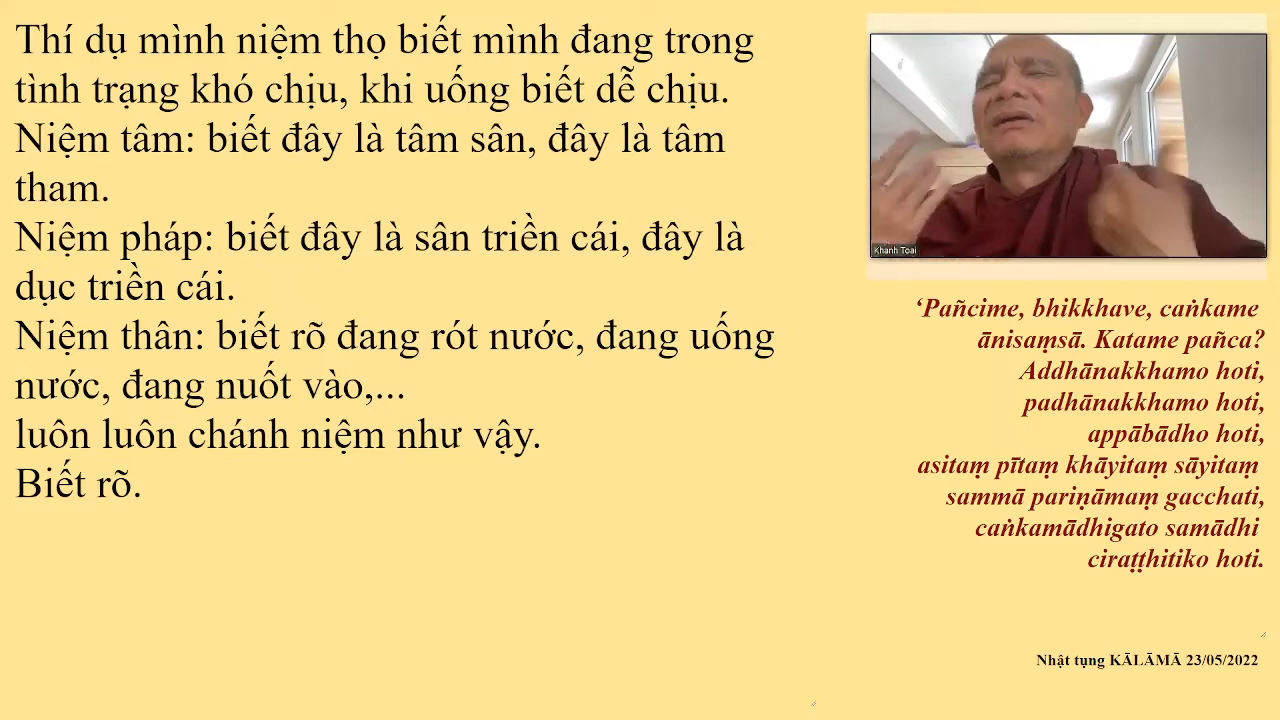 Thí dụ mình niệm thọ biết mình đang trong
tình trạng khó chịu, khi uống biết dễ chịu.
Niệm tâm: biết đây là tâm sân, đây là tâm
tham.
Niệm pháp: biết đây là sân triền cái, đây là
dục triền cái.
Niệm thân: biết rõ đang rót nước, đang uống
nước, đang nuốt vào,...
luôn luôn chánh niệm như vậy.
Biết rõ.
Khanh Toai
‘Pañcime, bhikkhave, caṅkame
ānisaṃsā. Katame pañca?
Addhānakkhamo hoti,
padhānakkhamo hoti,
appābādho hoti,
asitaṃ pītaṃ khāyitaṃ sāyitaṃ
sammā pariṇāmaṃ gacchati,
caṅkamādhigato samādhi
ciraṭṭhitiko hoti.
Nhật tụng KĀLĀMĀ 23/05/2022